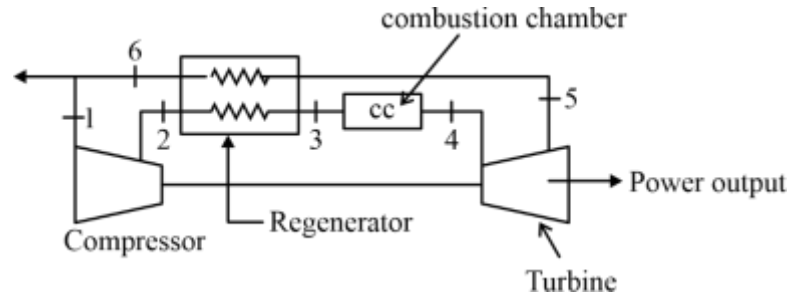 combustion chamber
6
1
2
3
cc
4
5
Power output
Regenerator
Compressor
Turbine